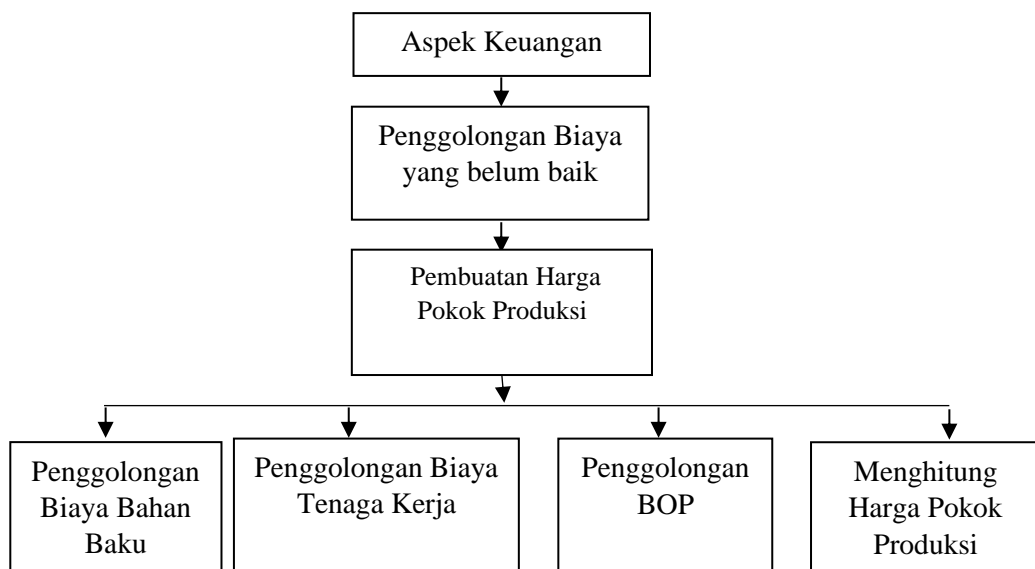 Aspek Keuangan
Penggolongan Biaya
yang belum baik
Pembuatan Harga
Pokok Produksi
Penggolongan
Biaya Bahan
Baku
Penggolongan Biaya
Tenaga Kerja
Penggolongan
BOP
Menghitung
Harga Pokok
Produksi